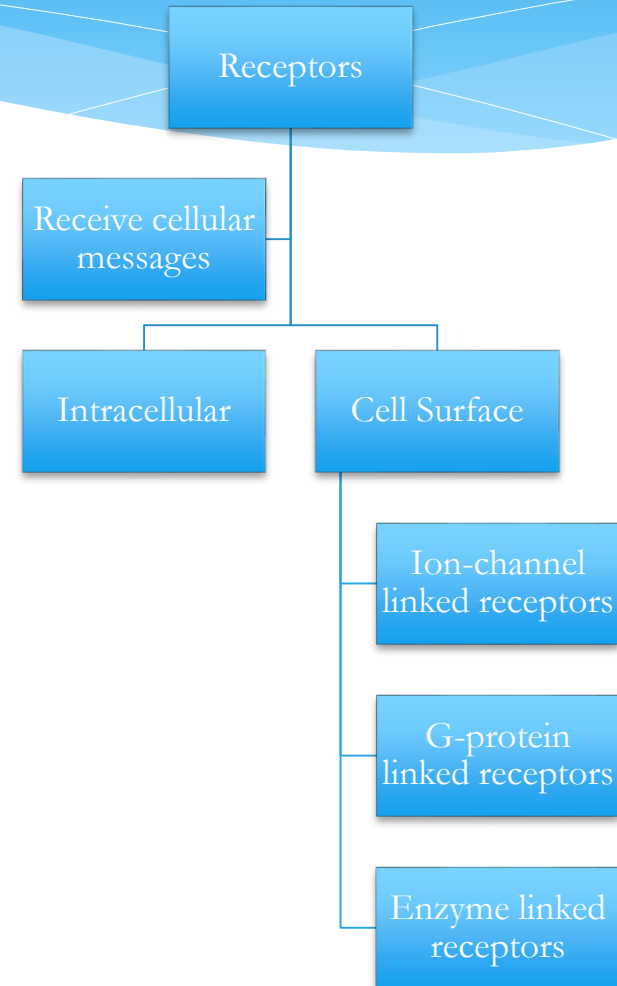 Receptors
Receive cellular
messages
Intracellular
Cell Surface
Ion-channel
linked receptors
G-protein
linked receptors
Enzyme linked
receptors